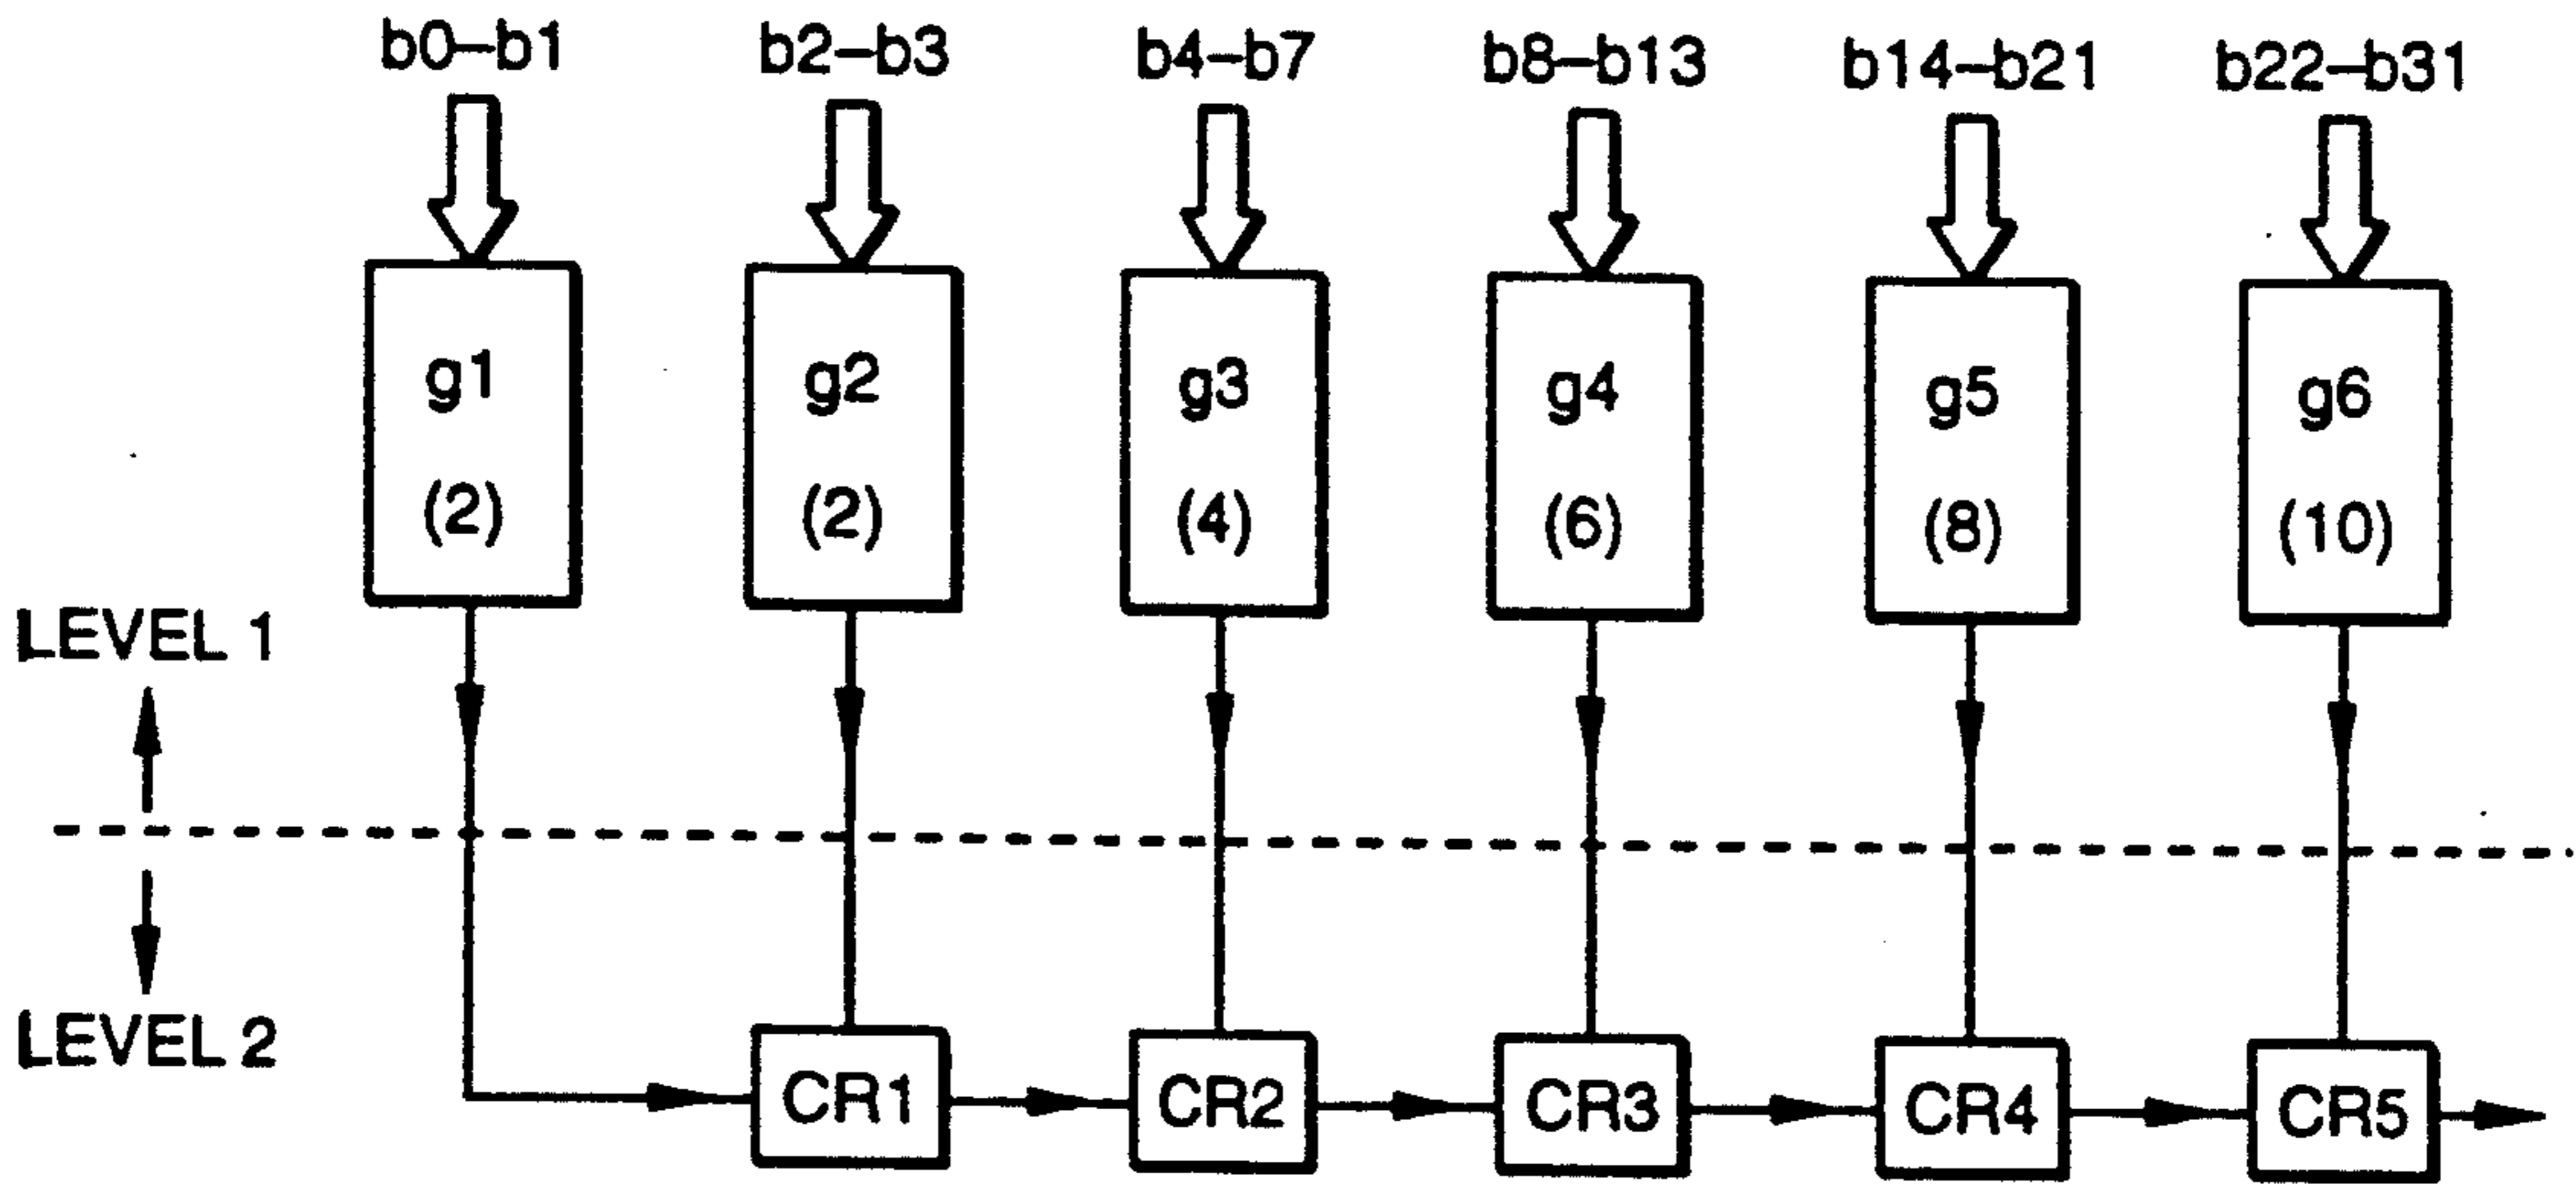 b0–b1 b2–b3 b4–b7 b8–b13 b14–b21 b22–b31
g1 g2 g3 g4 g5 g6
(2) (2) (4) (6) (8) (10)
LEVEL 1
LEVEL 2
CR1 CR2 CR3 CR4 CR5